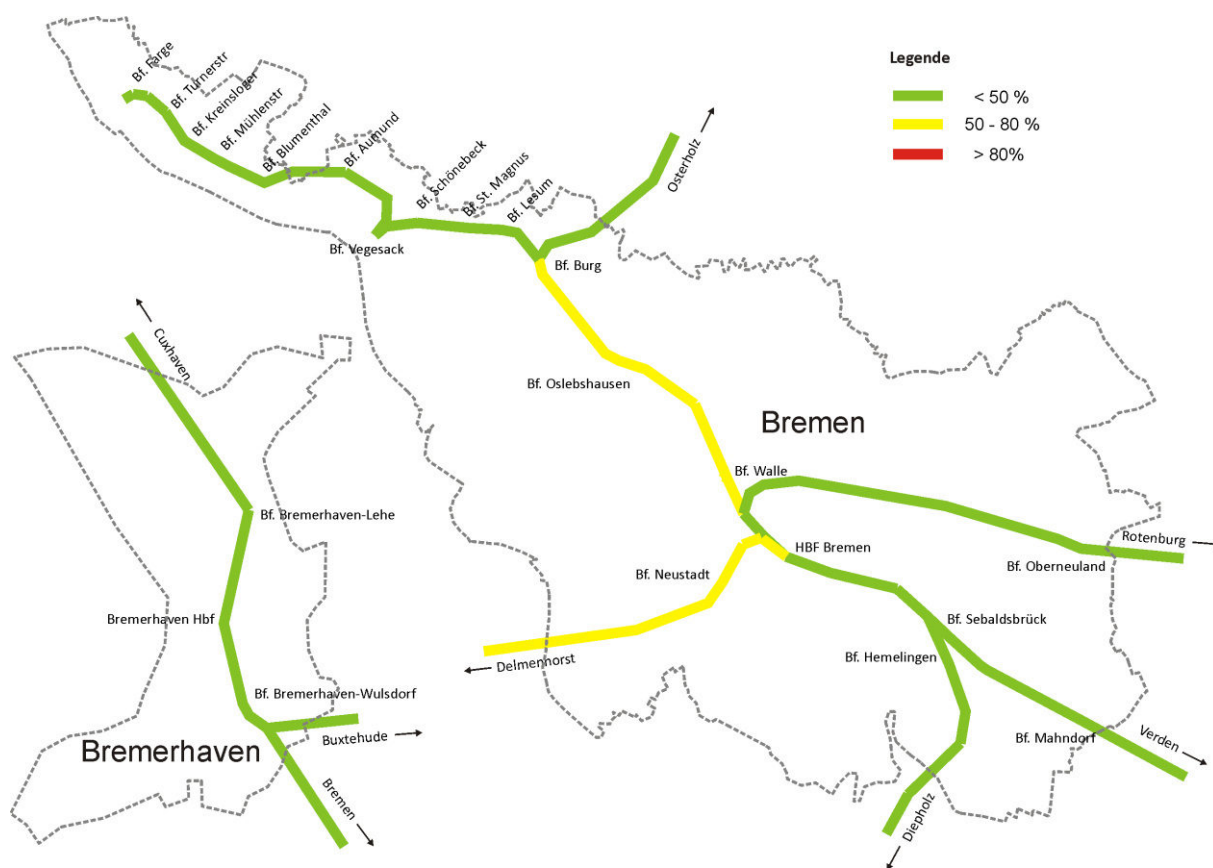 Legende
< 50 %
50 - 80 %
> 80%
Bf. Farge
Bf. Turnerstr
Bf. Kreinsloger
Bf. Mühlenstr
Bf. Blumenthal
Bf. Aumund
Bf. Schönebeck
Bf. St. Magnus
Bf. Lesum
Osterholz
Bf. Vegesack
Bf. Burg
Cuxhaven
Bf. Oslebshausen
Bremen
Bf. Walle
Bf. Bremerhaven-Lehe
Rotenburg
HBF Bremen
Bf. Oberneuland
Bf. Neustadt
Bremerhaven Hbf
Bf. Sebaldsbrück
Bf. Hemelingen
Delmenhorst
Bf. Bremerhaven-Wulsdorf
Buxtehude
Bf. Mahndorf
Verden
Bremerhaven
Bremen
Diepholz